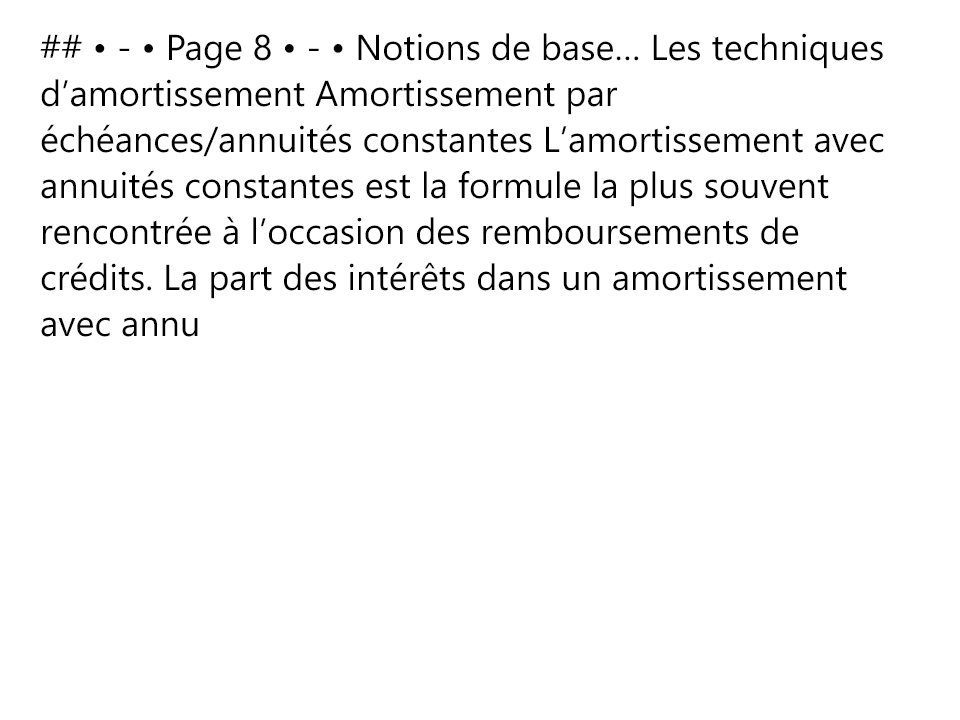 ## • - • Page 8 • - • Notions de base... Les techniques
d’amortissement Amortissement par
échéances/annuités constantes L’amortissement avec
annuités constantes est la formule la plus souvent
rencontrée à l’occasion des remboursements de
crédits. La part des intérêts dans un amortissement
avec annu